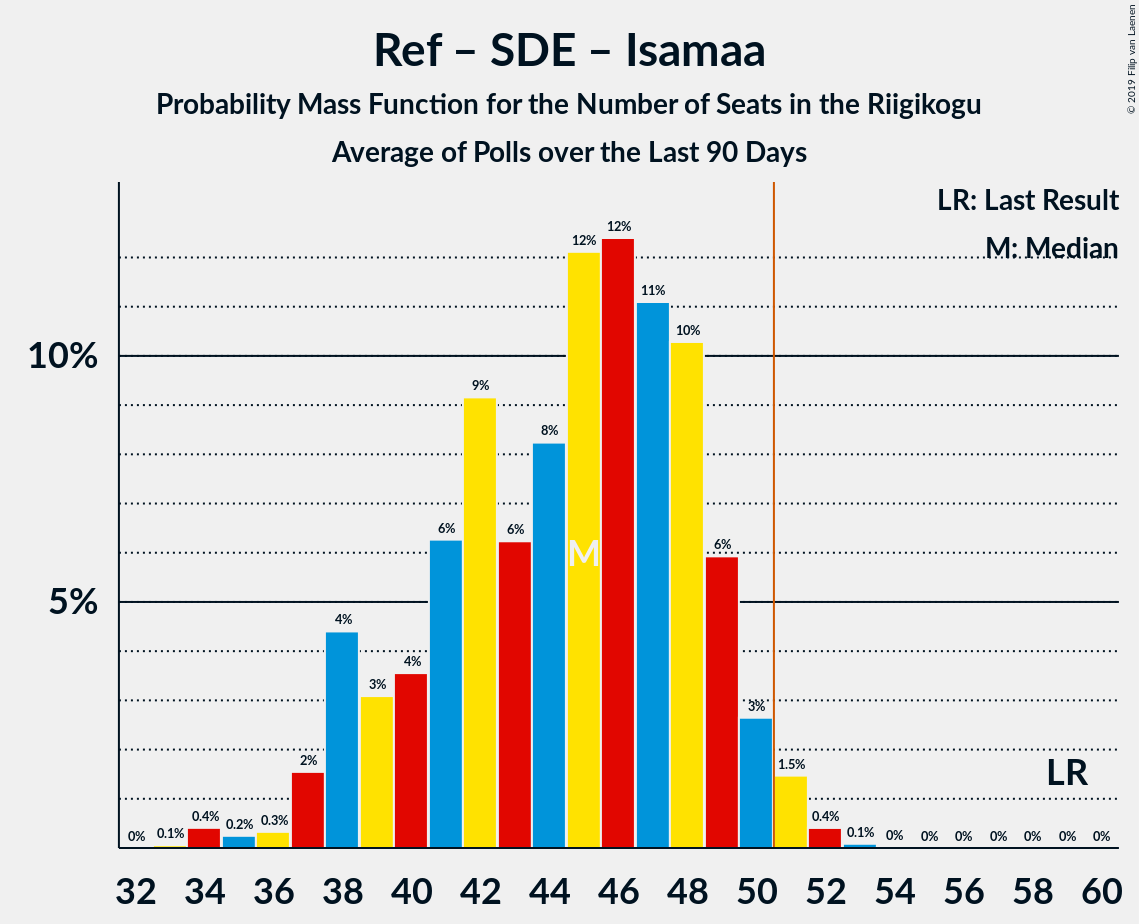 Ref – SDE – Isamaa
Probability Mass Function for the Number of Seats in the Riigikogu
Average of Polls over the Last 90 Days
© 2019 Filip van Laenen
LR: Last Result
M: Median
10%
5%
0% 0.1% 0.4% 0.2% 0.3% 2% 4% 3% 4% 6% 9% 6% 8% 12% 12% 11% 10% 6% 3% 1.5% 0.4% 0.1% 0% 0% 0% 0% 0% 0% 0%
M
LR
32 34 36 38 40 42 44 46 48 50 52 54 56 58 60